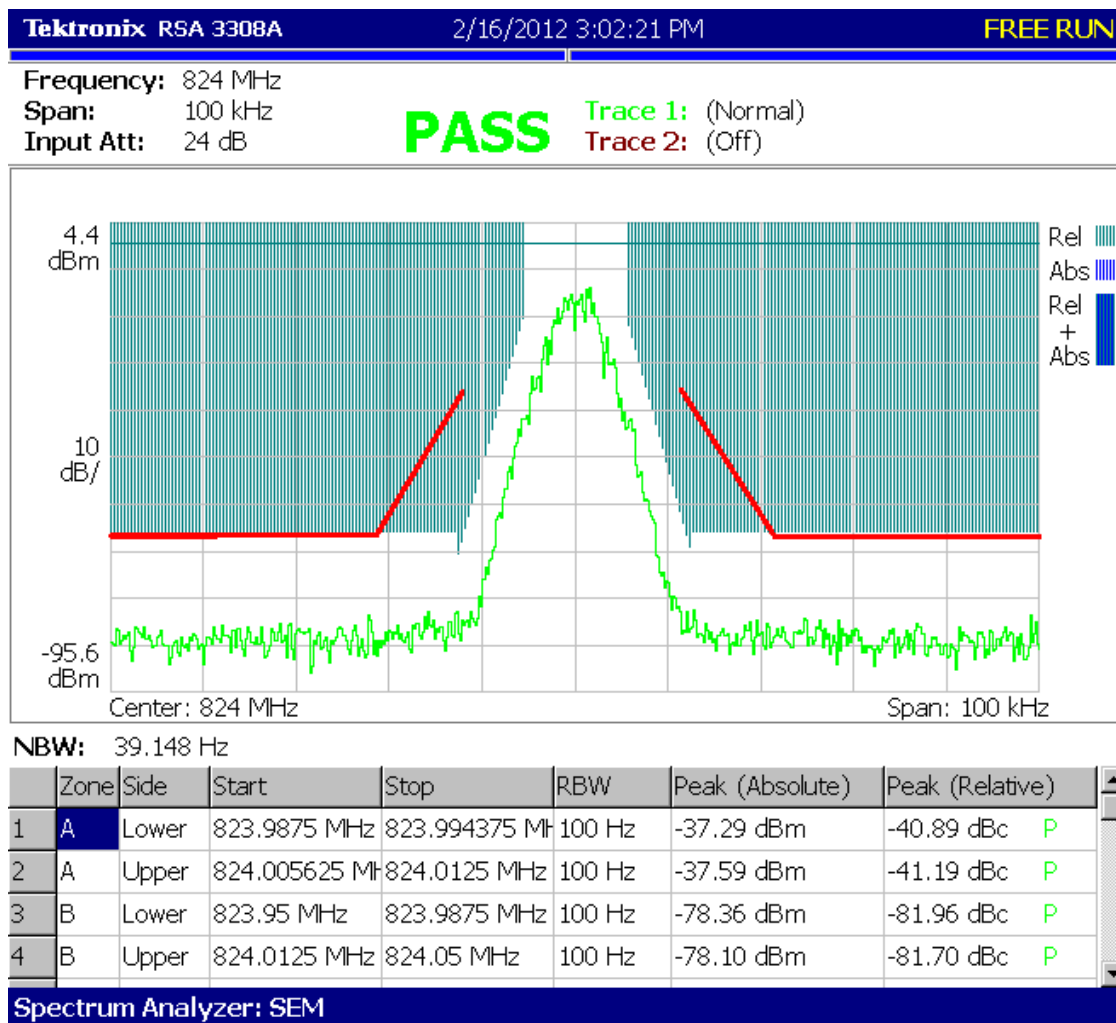 Tektronix RSA 3308A 2/16/2012 3:02:21 PM FREE RUN
Frequency: 824 MHz
Span: 100 kHz
Input Att: 24 dB
PASS
Trace 1: (Normal)
Trace 2: (Off)
4.4
dBm
10
dB/
-95.6
dBm
Rel
Abs
Rel
+
Abs
Center: 824 MHz Span: 100 kHz
NBW: 39.148 Hz
Zone Side Start Stop RBW Peak (Absolute) Peak (Relative)
1 A Lower 823.9875 MHz 823.994375 MH 100 Hz -37.29 dBm -40.89 dBc P
2 A Upper 824.005625 MH 824.0125 MHz 100 Hz -37.59 dBm -41.19 dBc P
3 B Lower 823.95 MHz 823.9875 MHz 100 Hz -78.36 dBm -81.96 dBc P
4 B Upper 824.0125 MHz 824.05 MHz 100 Hz -78.10 dBm -81.70 dBc P
Spectrum Analyzer: SEM